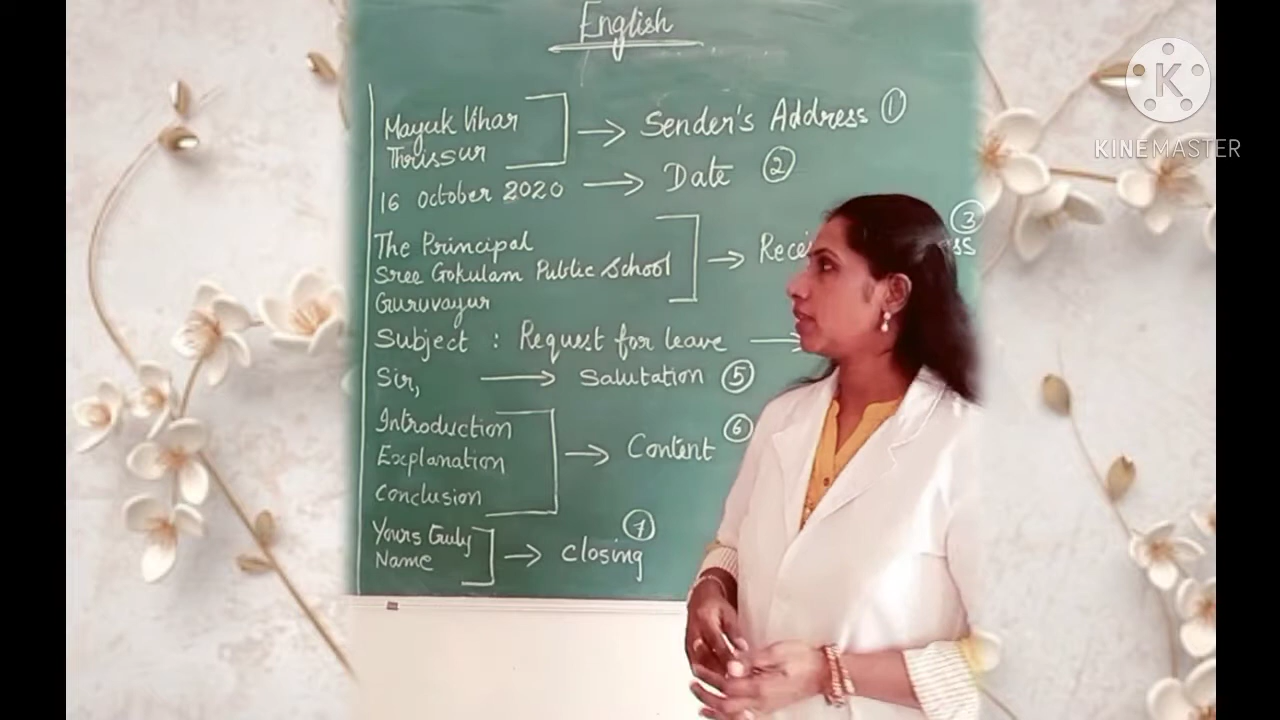 English
Mayuk Vihar
Thrissur
→ Sender's Address ①
16 October 2020 → Date ②
The Principal
Sree Gokulam Public School
Guruvayur
→ ③
Subject : Request for leave →
Sir, → Salutation ⑤
Introduction
Explanation
Conclusion
→ Content ⑥
Yours truly
Name
→ closing ⑦
K
KINEMASTER